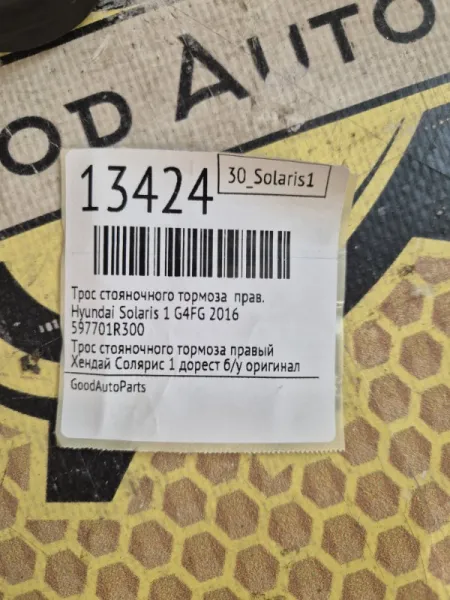 OOD AUTO
13424
30_Solaris1
Трос стояночного тормоза прав.
Hyundai Solaris 1 G4FG 2016
597701R300
Трос стояночного тормоза правый
Хендай Солярис 1 дорест б/у оригинал
GoodAutoParts